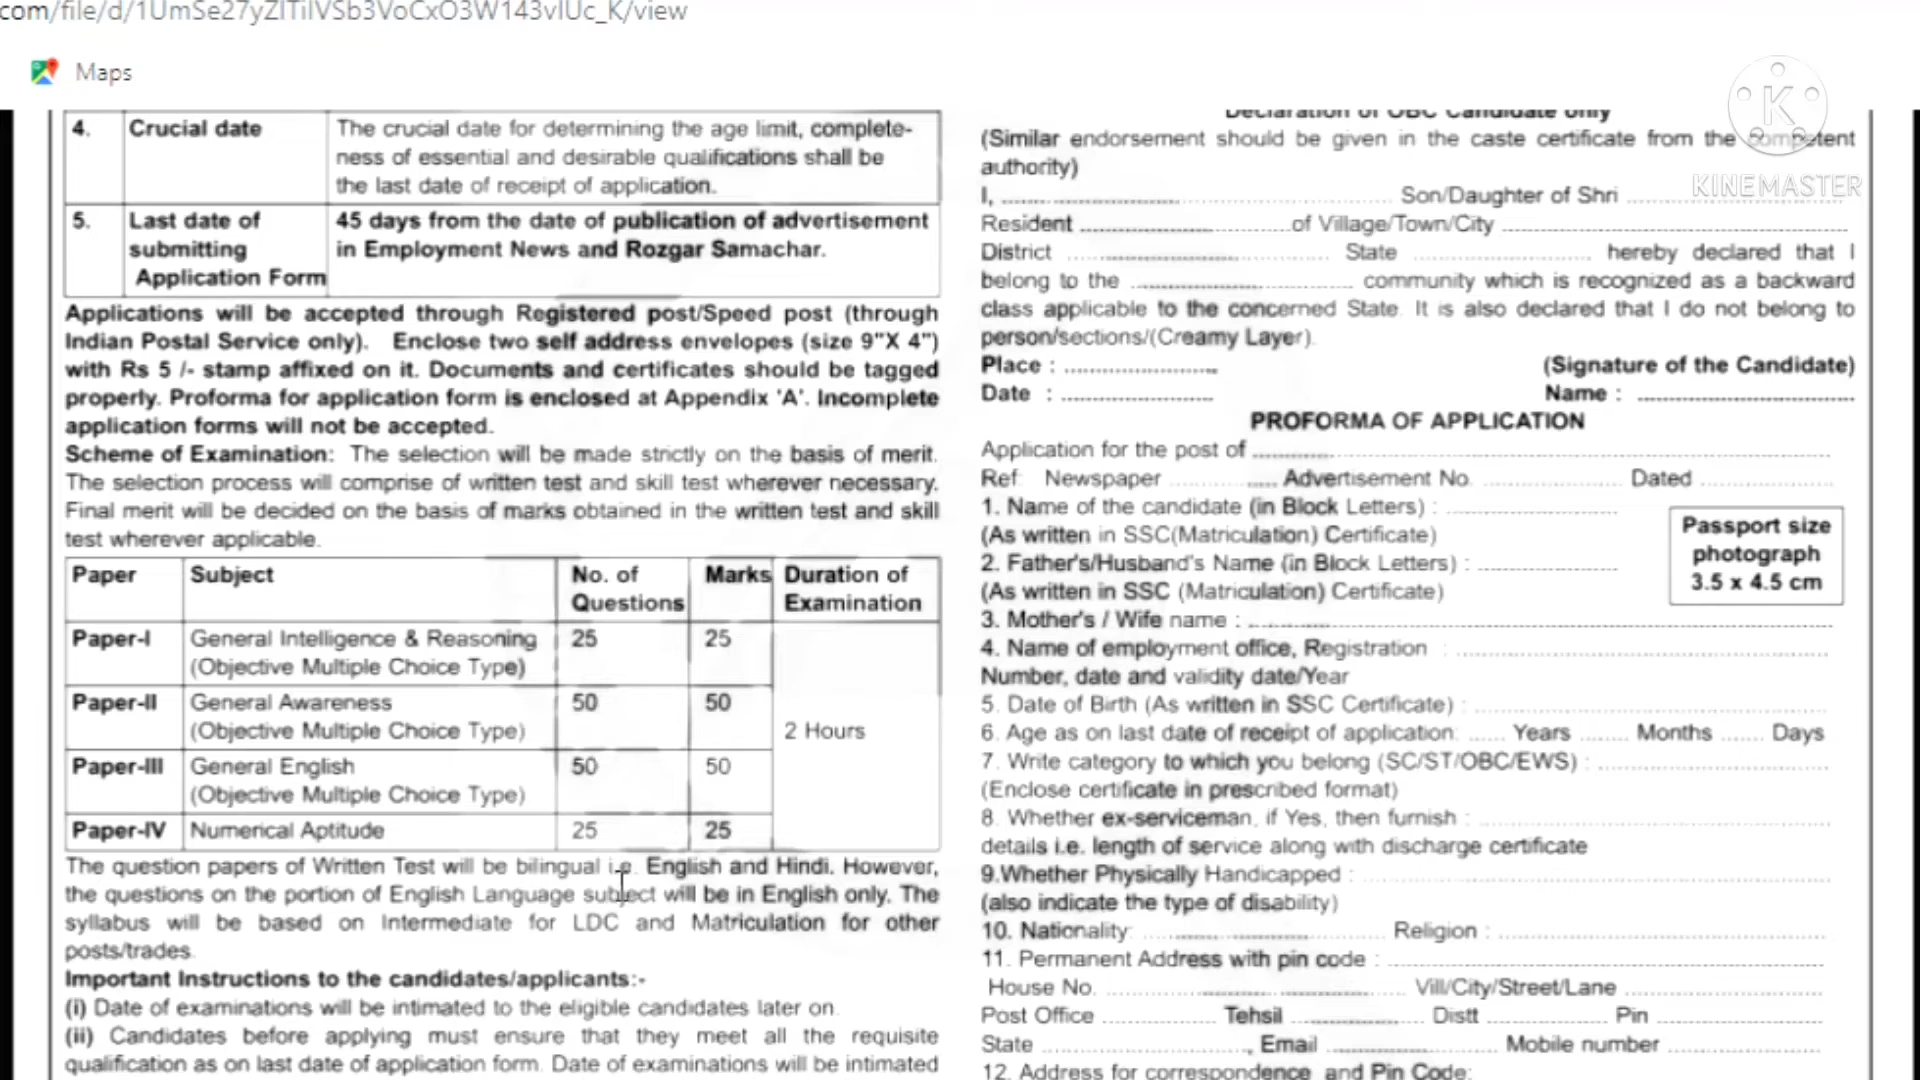 com/file/d/1UmSe27yZlTilVSb3VoCxO3W143vlUc_K/view
Maps
K
KINEMASTER
4. Crucial date The crucial date for determining the age limit, complete-
ness of essential and desirable qualifications shall be
the last date of receipt of application.
5. Last date of submitting Application Form 45 days from the date of publication of advertisement
in Employment News and Rozgar Samachar.
Applications will be accepted through Registered post/Speed post (through
Indian Postal Service only). Enclose two self address envelopes (size 9"X 4")
with Rs 5 /- stamp affixed on it. Documents and certificates should be tagged
properly. Proforma for application form is enclosed at Appendix 'A'. Incomplete
application forms will not be accepted.
Scheme of Examination: The selection will be made strictly on the basis of merit.
The selection process will comprise of written test and skill test wherever necessary.
Final merit will be decided on the basis of marks obtained in the written test and skill
test wherever applicable.
Paper Subject No. of Questions Marks Duration of Examination
Paper-I General Intelligence & Reasoning 25 25
(Objective Multiple Choice Type)
Paper-II General Awareness 50 50
(Objective Multiple Choice Type) 2 Hours
Paper-III General English 50 50
(Objective Multiple Choice Type)
Paper-IV Numerical Aptitude 25 25
The question papers of Written Test will be bilingual i.e. English and Hindi. However,
the questions on the portion of English Language subject will be in English only. The
syllabus will be based on Intermediate for LDC and Matriculation for other
posts/trades.
Important Instructions to the candidates/applicants:-
(i) Date of examinations will be intimated to the eligible candidates later on.
(ii) Candidates before applying must ensure that they meet all the requisite
qualification as on last date of application form. Date of examinations will be intimated
Declaration of OBC Candidate only
(Similar endorsement should be given in the caste certificate from the competent
authority)
I, ........................ Son/Daughter of Shri ........................
Resident ........................ of Village/Town/City ........................
District ........................ State ........................ hereby declared that I
belong to the ........................ community which is recognized as a backward
class applicable to the concerned State. It is also declared that I do not belong to
person/sections/(Creamy Layer).
Place : ........................ (Signature of the Candidate)
Date : ........................ Name : ........................
PROFORMA OF APPLICATION
Application for the post of ........................
Ref: Newspaper ........................ Advertisement No. ........................ Dated ........................
1. Name of the candidate (in Block Letters) : ........................
(As written in SSC(Matriculation) Certificate)
2. Father's/Husband's Name (in Block Letters) : ........................
(As written in SSC (Matriculation) Certificate)
Passport size
photograph
3.5 x 4.5 cm
3. Mother's / Wife name : ........................
4. Name of employment office, Registration : ........................
Number, date and validity date/Year
5. Date of Birth (As written in SSC Certificate) : ........................
6. Age as on last date of receipt of application: ...... Years ........ Months ....... Days
7. Write category to which you belong (SC/ST/OBC/EWS) : ........................
(Enclose certificate in prescribed format)
8. Whether ex-serviceman, if Yes, then furnish : ........................
details i.e. length of service along with discharge certificate
9.Whether Physically Handicapped : ........................
(also indicate the type of disability)
10. Nationality: ........................ Religion : ........................
11. Permanent Address with pin code : ........................
House No. ........................ Vill/City/Street/Lane ........................
Post Office ................ Tehsil ................ Distt ................ Pin ................
State ........................, Email ................ Mobile number ................
12. Address for correspondence and Pin Code: